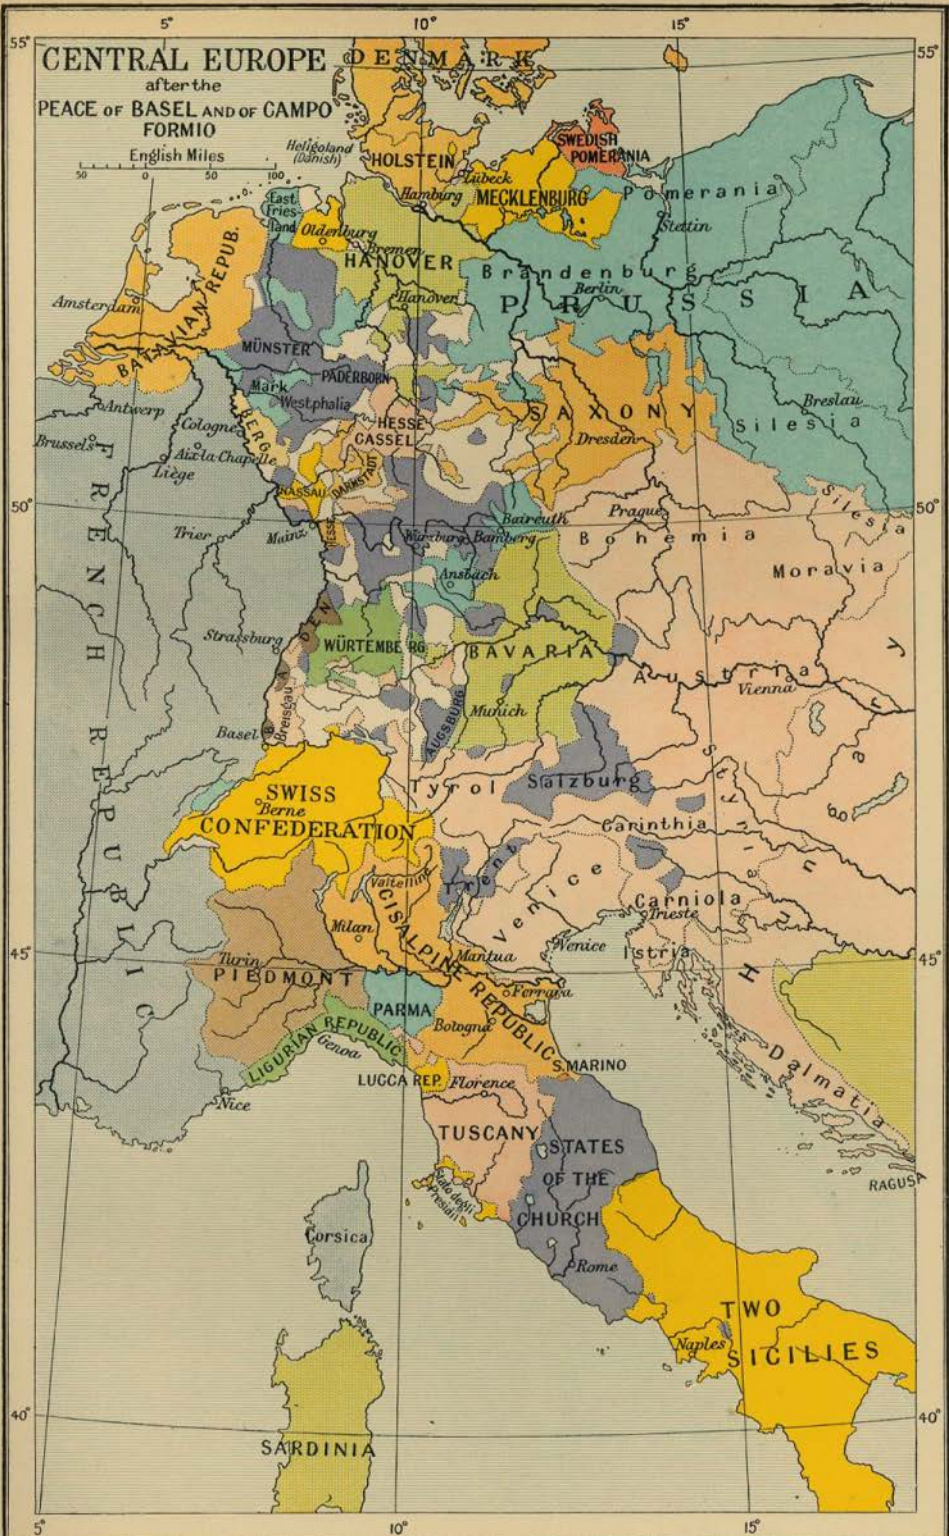 5°
10°
15°
55°
55°
CENTRAL EUROPE
after the
PEACE OF BASEL AND OF CAMPO
FORMIO
English Miles
50 0 50 100
DENMARK
Heligoland
(Danish)
HOLSTEIN
Lübeck
Hamburg
MECKLENBURG
SWEDISH
POMERANIA
Pomerania
Stettin
East
Fries-
land
Oldenburg
Bremen
HANOVER
Hanover
Brandenburg
Berlin
PRUSSIA
Amsterdam
BATAVIAN REPUB.
MÜNSTER
PADERBORN
Mark
Westphalia
BERG
HESSE
CASSEL
SAXONY
Dresden
Breslau
Silesia
Antwerp
Brussels
Cologne
Aix-la-Chapelle
Liège
FRENCH REPUBLIC
NASSAU
HESSE
DARMSTADT
50°
50°
Trier
Mainz
Würzburg
Bamberg
Baireuth
Prague
Bohemia
Silesia
Moravia
Ansbach
Strassburg
BADEN
WÜRTEMBERG
BAVARIA
Austria
Vienna
Breisgau
Basel
AUGSBURG
Munich
Hungary
SWISS
Berne
CONFEDERATION
Tyrol
Salzburg
Styria
Carinthia
Valtelline
Trent
Venice
Carniola
Trieste
Milan
CISALPINE REPUBLIC
Mantua
Venice
Istria
45°
45°
Turin
PIEDMONT
PARMA
Ferrara
Bologna
LIGURIAN REPUBLIC
Genoa
Dalmatia
Nice
LUCCA REP.
Florence
S. MARINO
TUSCANY
STATES
OF THE
CHURCH
Stato degli
Presidii
RAGUSA
Corsica
Rome
TWO
SICILIES
Naples
40°
40°
SARDINIA
5°
10°
15°